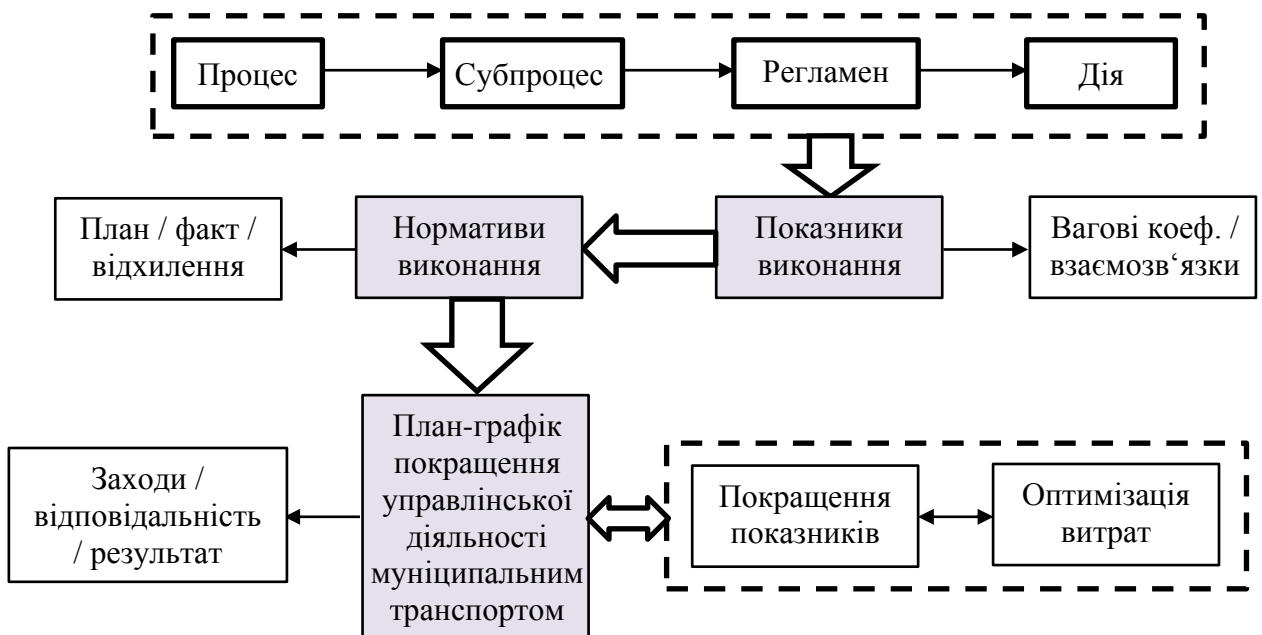 Процес
Субпроцес
Регламен
Дія
План / факт /
відхилення
Нормативи
виконання
Показники
виконання
Вагові коеф. /
взаємозв‘язки
Заходи /
відповідальність
/ результат
План-графік
покращення
управлінської
діяльності
муніципальним
транспортом
Покращення
показників
Оптимізація
витрат